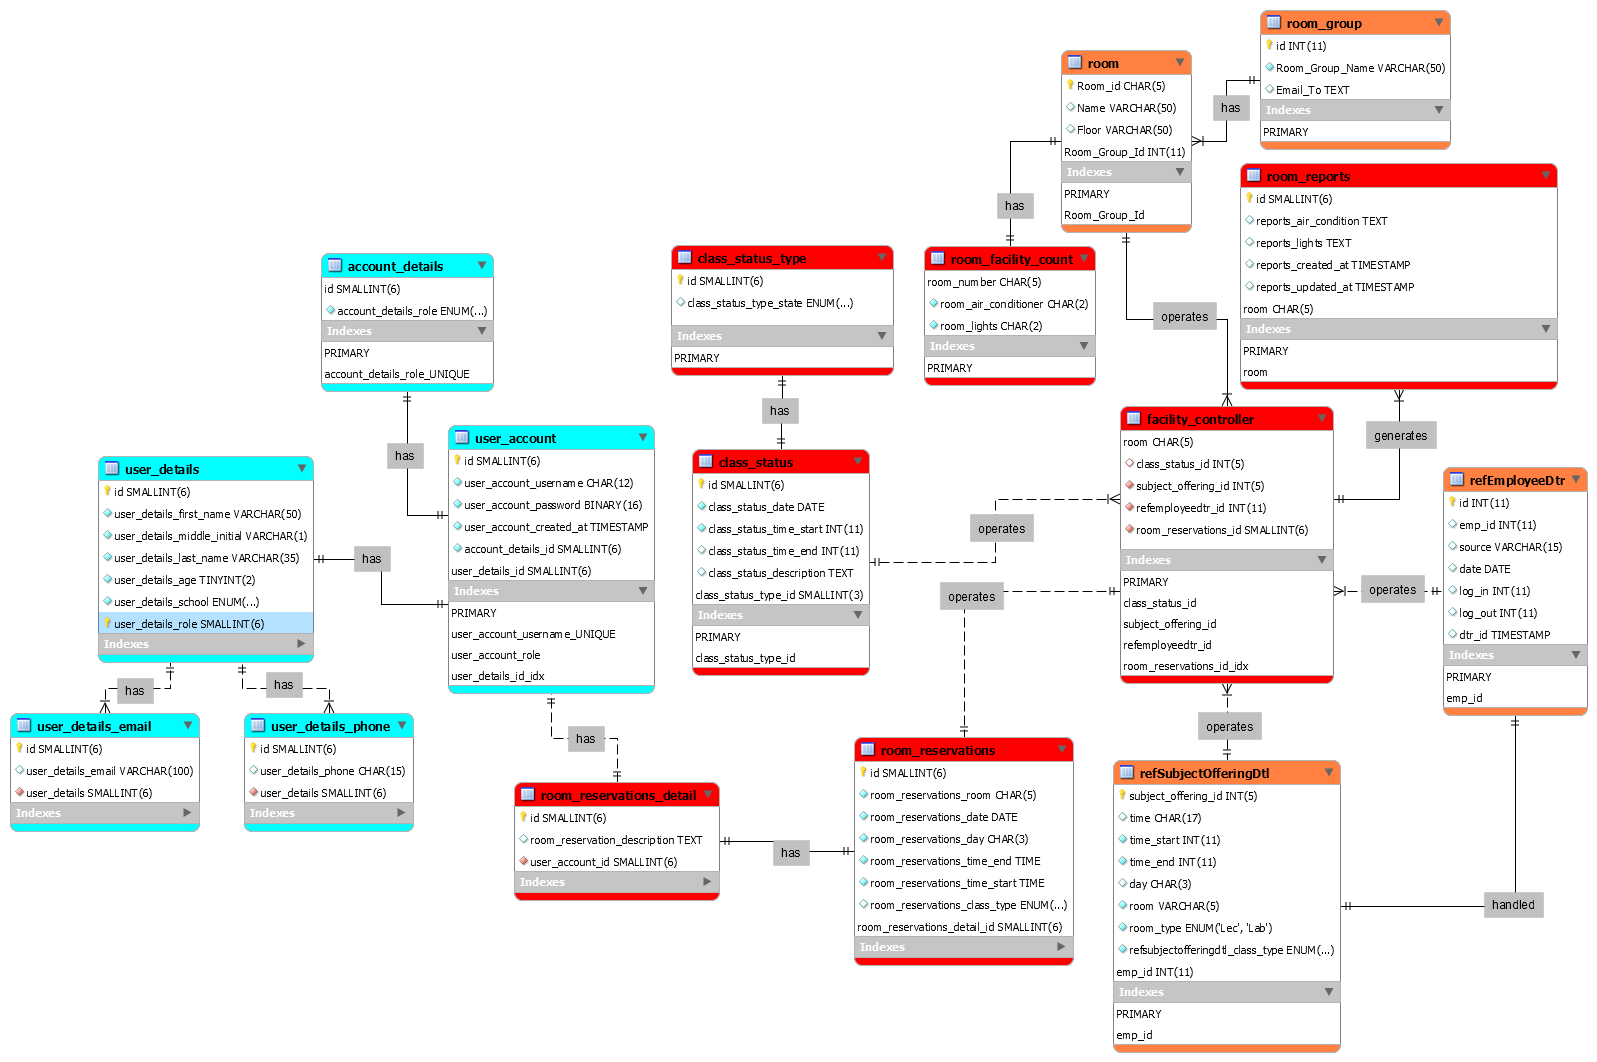 room_group
id INT(11)
Room_Group_Name VARCHAR(50)
Email_To TEXT
Indexes
PRIMARY
has
room
Room_id CHAR(5)
Name VARCHAR(50)
Floor VARCHAR(50)
Room_Group_Id INT(11)
Indexes
PRIMARY
Room_Group_Id
has
operates
room_reports
id SMALLINT(6)
reports_air_condition TEXT
reports_lights TEXT
reports_created_at TIMESTAMP
reports_updated_at TIMESTAMP
room CHAR(5)
Indexes
PRIMARY
room
generates
room_facility_count
room_number CHAR(5)
room_air_conditioner CHAR(2)
room_lights CHAR(2)
Indexes
PRIMARY
class_status_type
id SMALLINT(6)
class_status_type_state ENUM(...)
Indexes
PRIMARY
has
account_details
id SMALLINT(6)
account_details_role ENUM(...)
Indexes
PRIMARY
account_details_role_UNIQUE
has
user_details
id SMALLINT(6)
user_details_first_name VARCHAR(50)
user_details_middle_initial VARCHAR(1)
user_details_last_name VARCHAR(35)
user_details_age TINYINT(2)
user_details_school ENUM(...)
user_details_role SMALLINT(6)
Indexes
has
user_account
id SMALLINT(6)
user_account_username CHAR(12)
user_account_password BINARY(16)
user_account_created_at TIMESTAMP
account_details_id SMALLINT(6)
user_details_id SMALLINT(6)
Indexes
PRIMARY
user_account_username_UNIQUE
user_account_role
user_details_id_idx
class_status
id SMALLINT(6)
class_status_date DATE
class_status_time_start INT(11)
class_status_time_end INT(11)
class_status_description TEXT
class_status_type_id SMALLINT(3)
Indexes
PRIMARY
class_status_type_id
operates
operates
facility_controller
room CHAR(5)
class_status_id INT(5)
subject_offering_id INT(5)
refemployeedtr_id INT(11)
room_reservations_id SMALLINT(6)
Indexes
PRIMARY
class_status_id
subject_offering_id
refemployeedtr_id
room_reservations_id_idx
operates
refEmployeeDtr
id INT(11)
emp_id INT(11)
source VARCHAR(15)
date DATE
log_in INT(11)
log_out INT(11)
dtr_id TIMESTAMP
Indexes
PRIMARY
emp_id
has
has
user_details_email
id SMALLINT(6)
user_details_email VARCHAR(100)
user_details SMALLINT(6)
Indexes
user_details_phone
id SMALLINT(6)
user_details_phone CHAR(15)
user_details SMALLINT(6)
Indexes
has
room_reservations_detail
id SMALLINT(6)
room_reservation_description TEXT
user_account_id SMALLINT(6)
Indexes
has
room_reservations
id SMALLINT(6)
room_reservations_room CHAR(5)
room_reservations_date DATE
room_reservations_day CHAR(3)
room_reservations_time_end TIME
room_reservations_time_start TIME
room_reservations_class_type ENUM(...)
room_reservations_detail_id SMALLINT(6)
Indexes
operates
refSubjectOfferingDtl
subject_offering_id INT(5)
time CHAR(17)
time_start INT(11)
time_end INT(11)
day CHAR(3)
room VARCHAR(5)
room_type ENUM('Lec', 'Lab')
refsubjectofferingdtl_class_type ENUM(...)
emp_id INT(11)
Indexes
PRIMARY
emp_id
handled